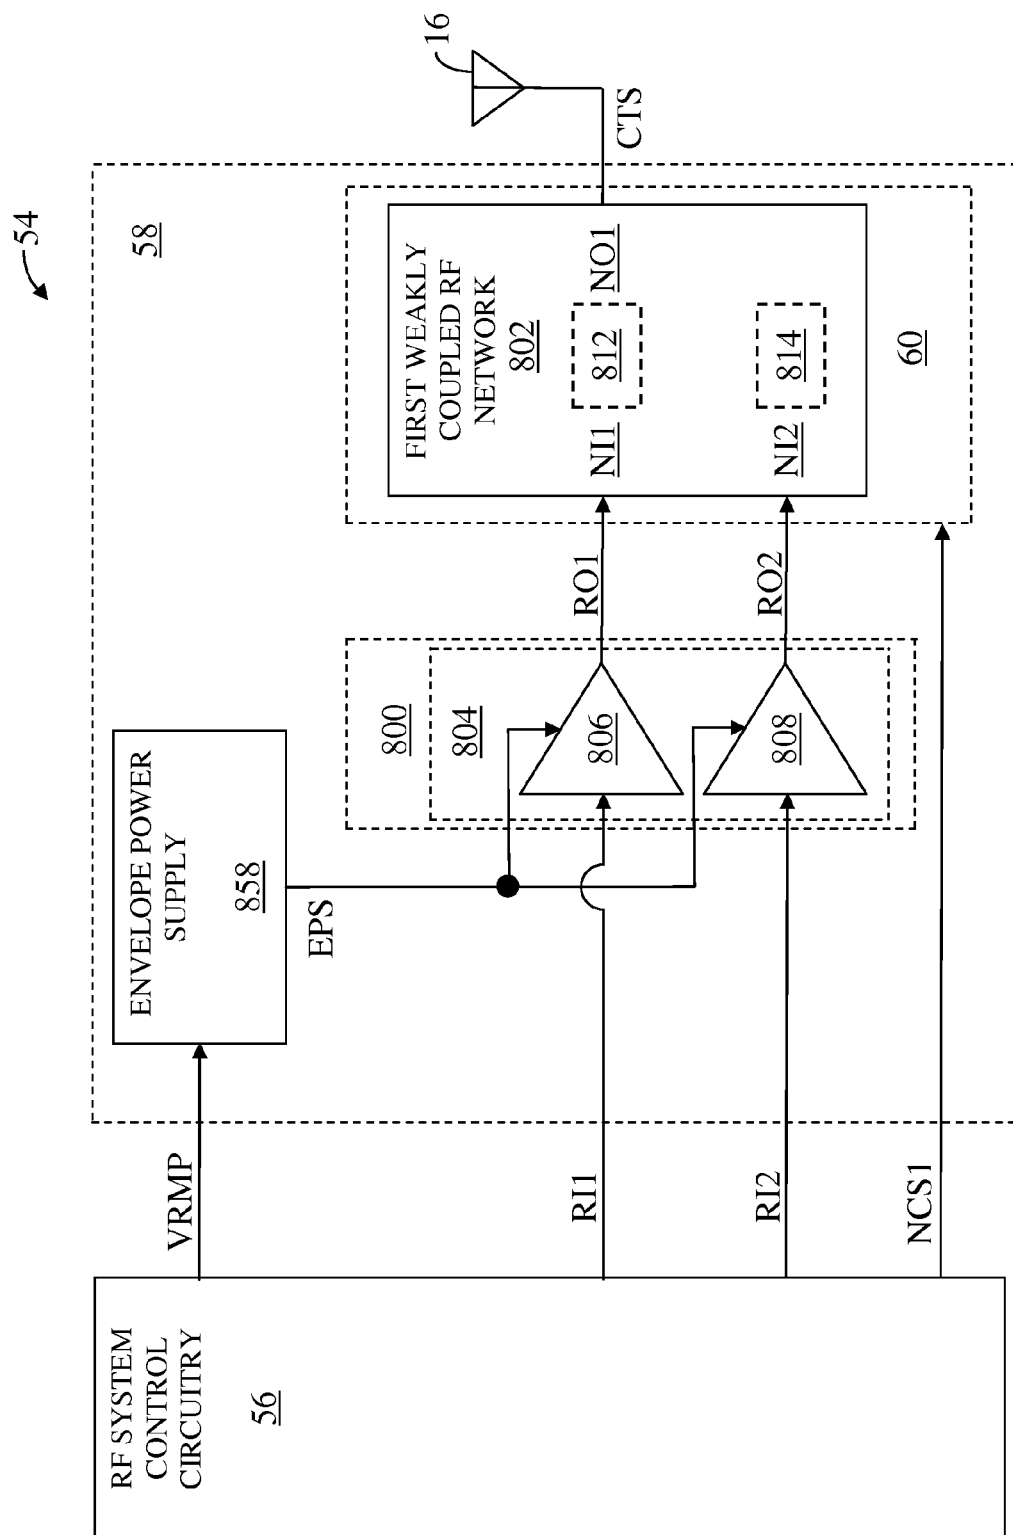 54
58
16
CTS
FIRST WEAKLY
COUPLED RF
NETWORK
802
NI1
812
NO1
NI2
814
60
RO1
RO2
800
804
806
808
ENVELOPE POWER
SUPPLY
858
EPS
VRMP
RI1
RI2
NCS1
RF SYSTEM
CONTROL
CIRCUITRY
56